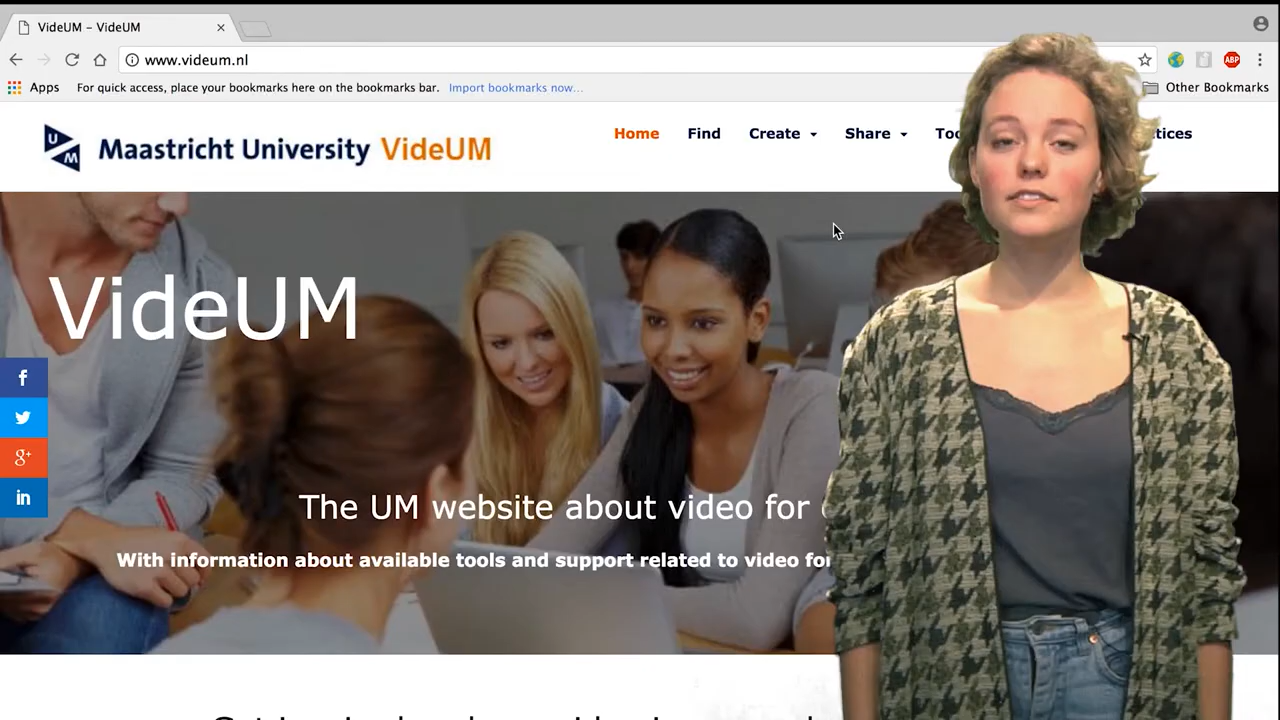 VideUM – VideUM
www.videum.nl
Apps For quick access, place your bookmarks here on the bookmarks bar. Import bookmarks now... Other Bookmarks
UM Maastricht University VideUM
Home Find Create Share
VideUM
The UM website about video for
With information about available tools and support related to video for